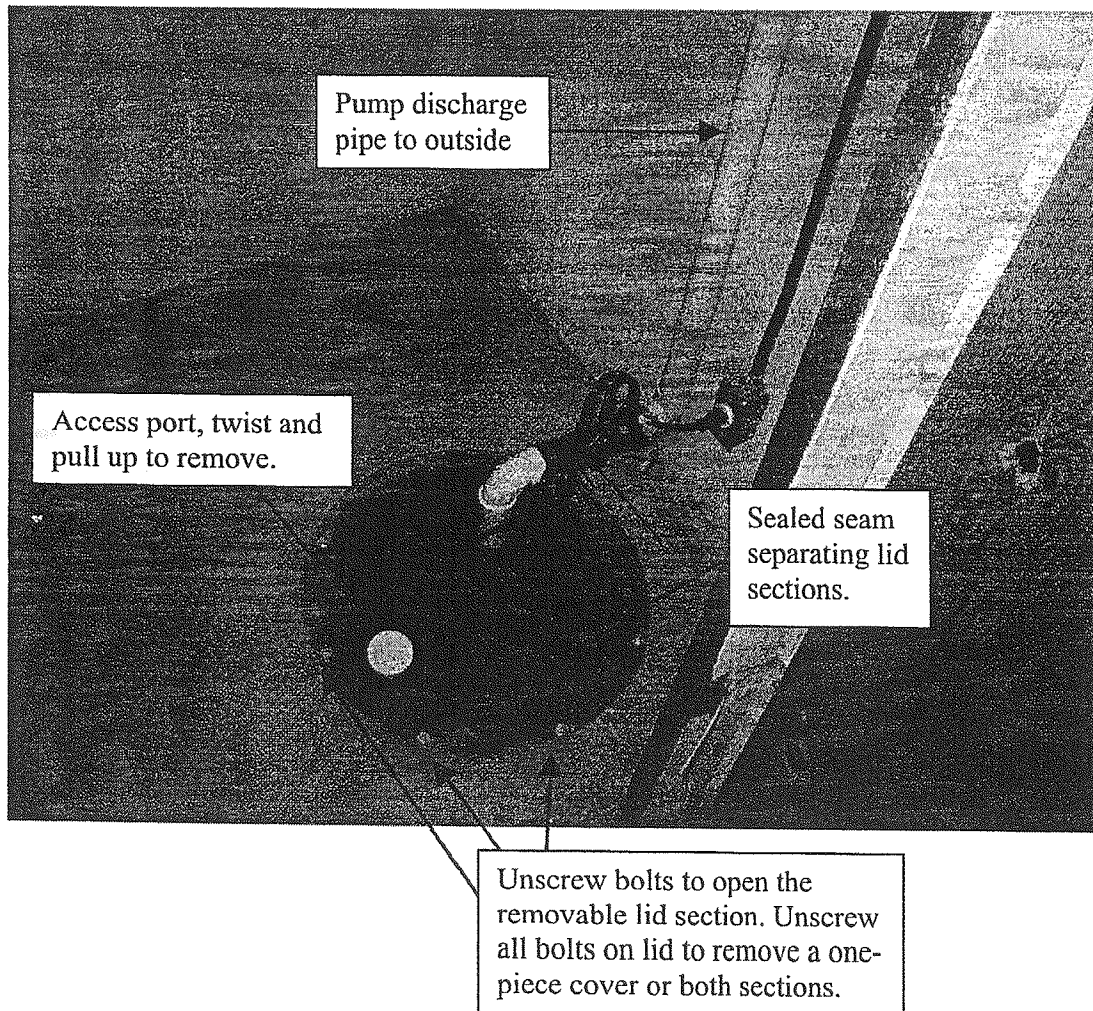 Pump discharge
pipe to outside
Access port, twist and
pull up to remove.
Sealed seam
separating lid
sections.
Unscrew bolts to open the
removable lid section. Unscrew
all bolts on lid to remove a one-
piece cover or both sections.